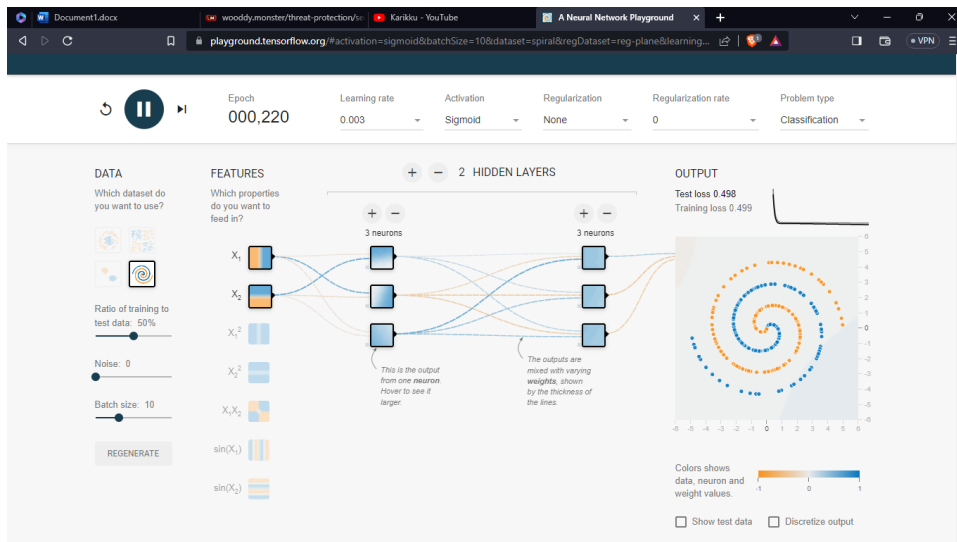 Document1.docx
wooddy.monster/threat-protection/se
Karikku - YouTube
A Neural Network Playground
playground.tensorflow.org/#activation=sigmoid&batchSize=10&dataset=spiral&regDataset=reg-plane&learning...
VPN
Epoch
000,220
Learning rate
0.003
Activation
Sigmoid
Regularization
None
Regularization rate
0
Problem type
Classification
DATA
Which dataset do
you want to use?
Ratio of training to
test data: 50%
Noise: 0
Batch size: 10
REGENERATE
FEATURES
Which properties
do you want to
feed in?
X₁
X₂
X₁²
X₂²
X₁X₂
sin(X₁)
sin(X₂)
+ − 2 HIDDEN LAYERS
+ −
3 neurons
+ −
3 neurons
This is the output
from one neuron.
Hover to see it
larger.
The outputs are
mixed with varying
weights, shown
by the thickness of
the lines.
OUTPUT
Test loss 0.498
Training loss 0.499
6
5
4
3
2
1
0
-1
-2
-3
-4
-5
-6
-6 -5 -4 -3 -2 -1 0 1 2 3 4 5 6
Colors shows
data, neuron and
weight values.
-1 0 1
Show test data
Discretize output